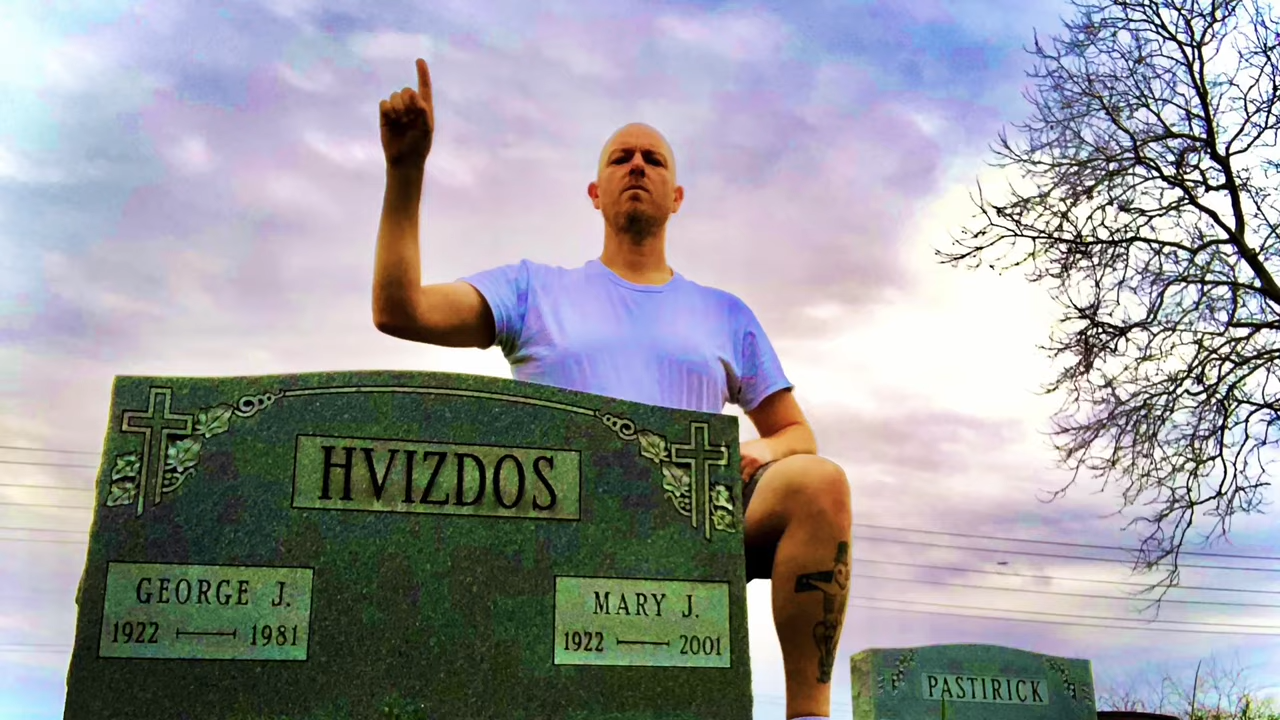 HVIZDOS
GEORGE J.
1922 — 1981
MARY J.
1922 — 2001
PASTIRICK